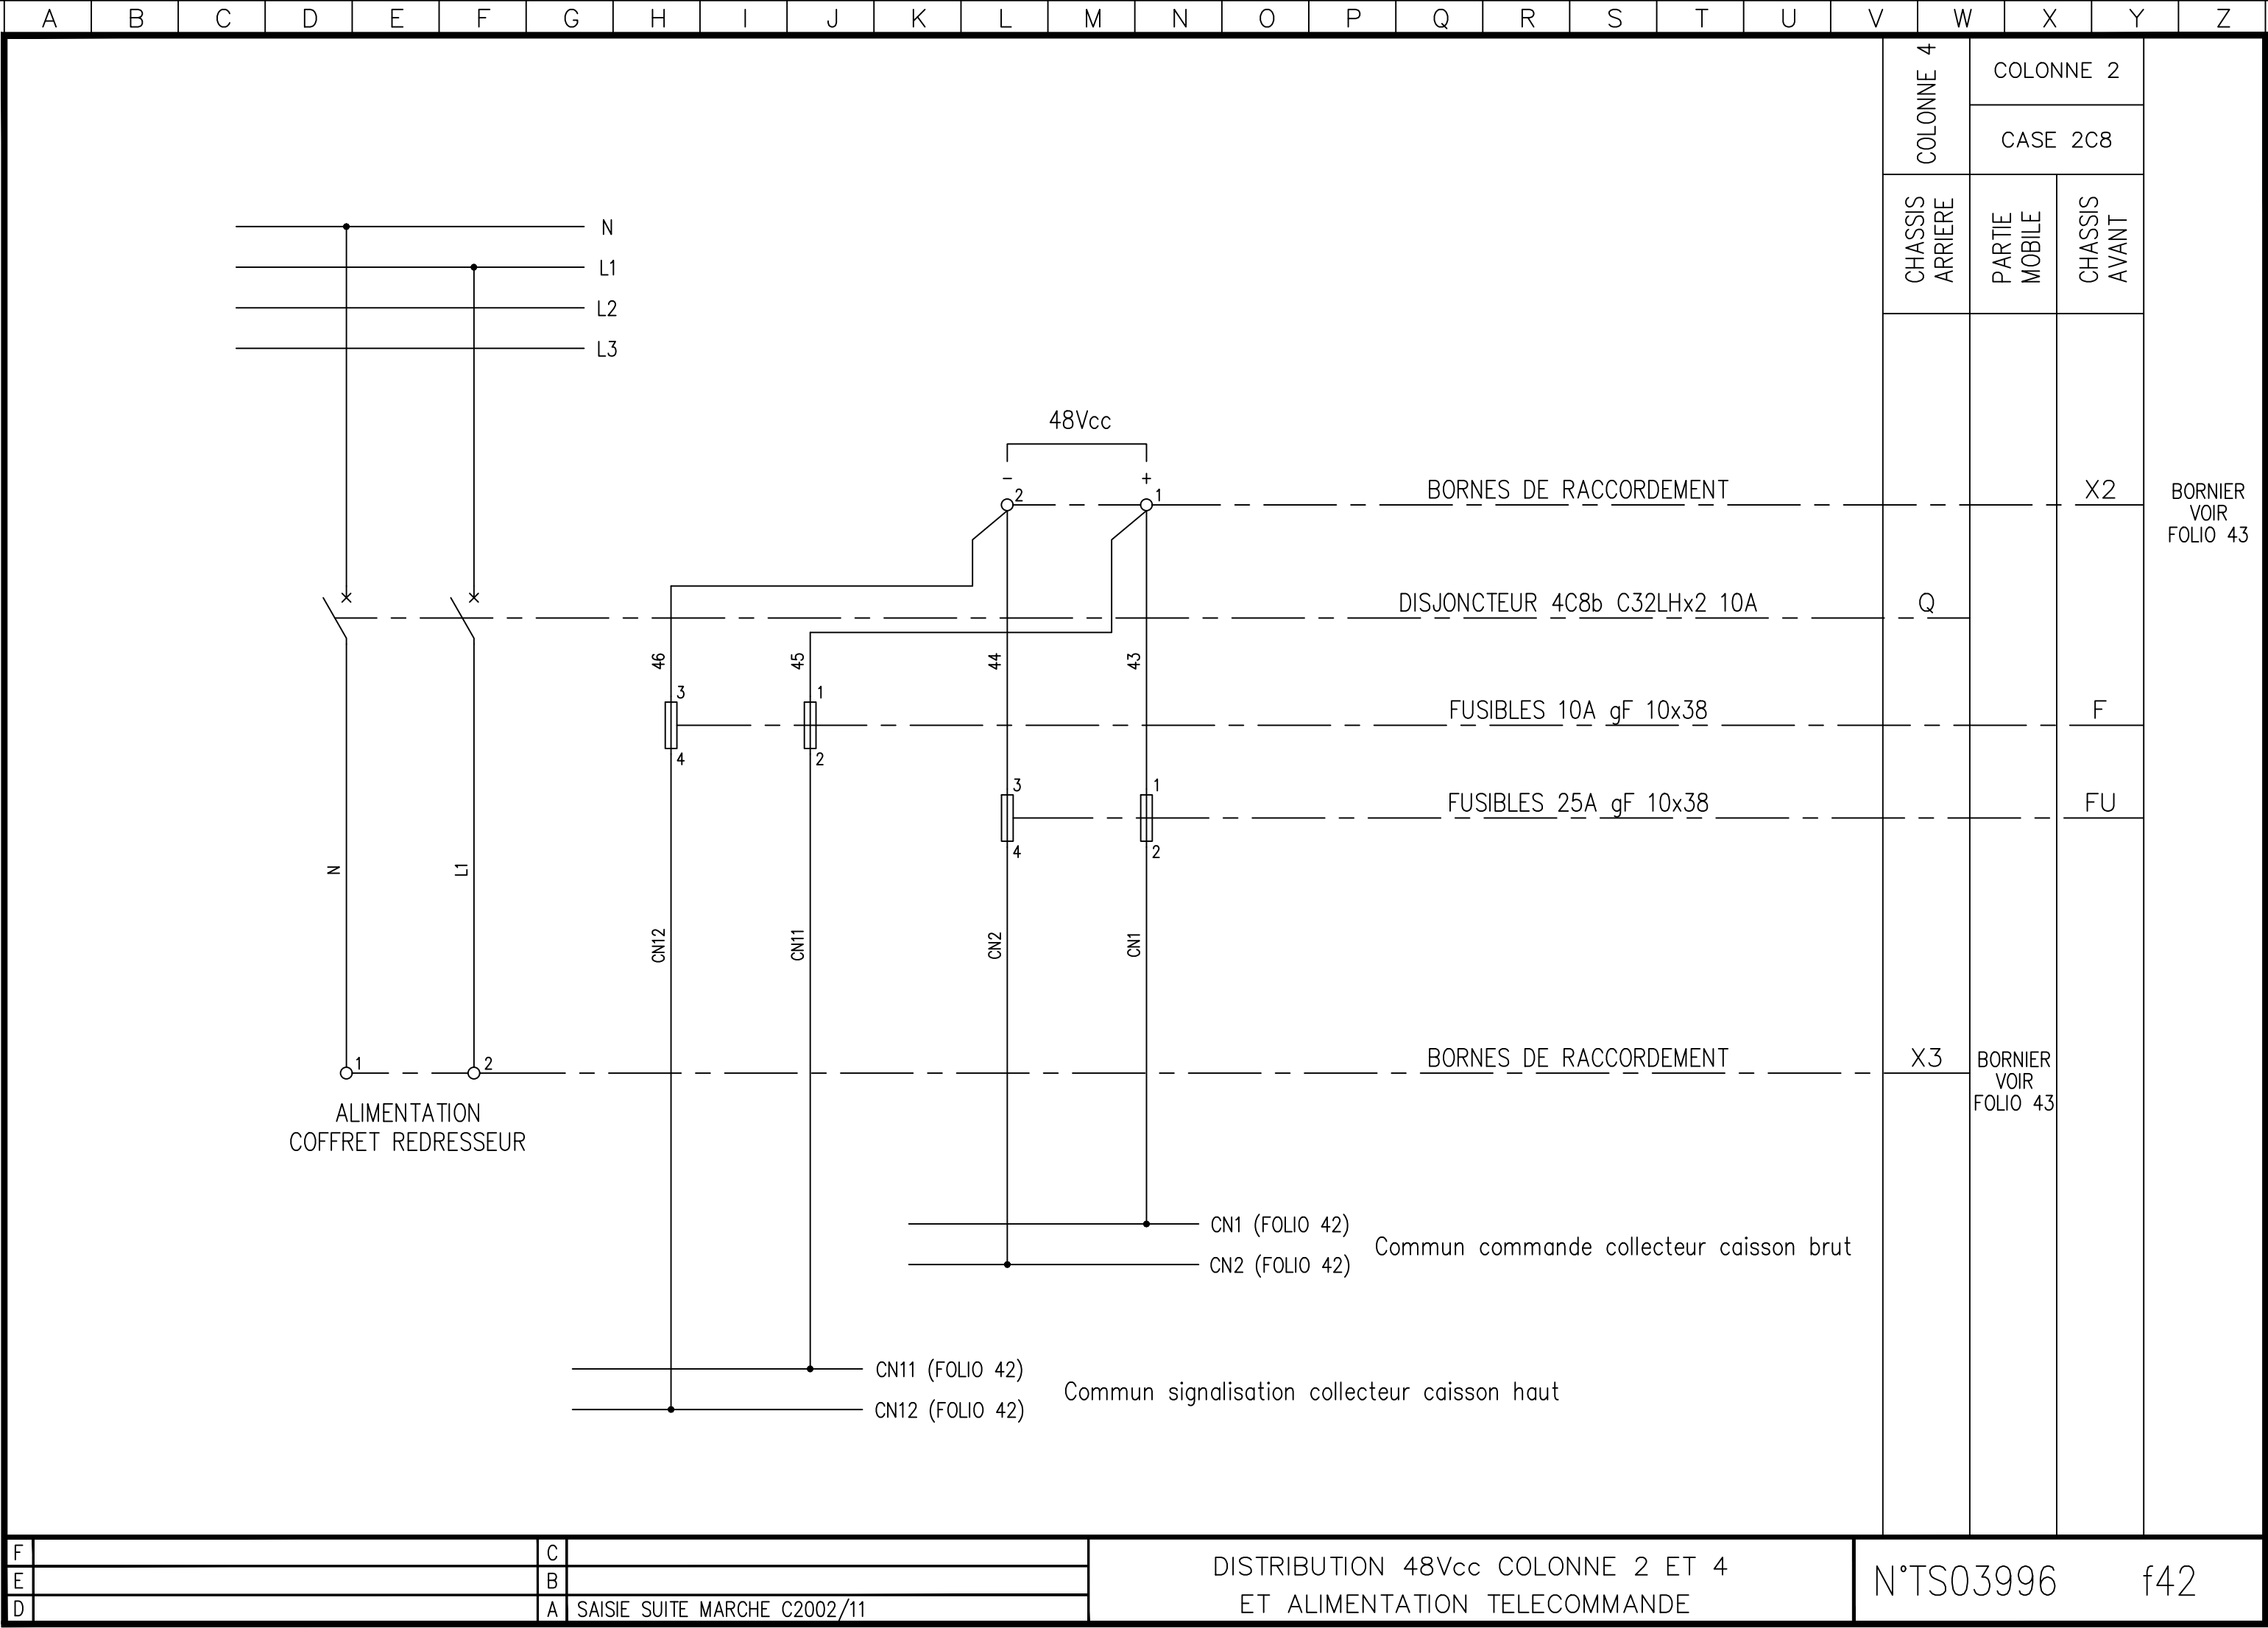 A B C D E F G H I J K L M N O P Q R S T U V W X Y Z
COLONNE 4
COLONNE 2
CASE 2C8
CHASSIS
ARRIERE
PARTIE
MOBILE
CHASSIS
AVANT
N
L1
L2
L3
48Vcc
- +
2 1
BORNES DE RACCORDEMENT X2
BORNIER
VOIR
FOLIO 43
DISJONCTEUR 4C8b C32LHx2 10A Q
46 45 44 43
3 1
FUSIBLES 10A gF 10x38 F
4 2
3 1
FUSIBLES 25A gF 10x38 FU
4 2
N L1
CN12 CN11 CN2 CN1
1 2
BORNES DE RACCORDEMENT X3
BORNIER
VOIR
FOLIO 43
ALIMENTATION
COFFRET REDRESSEUR
CN1 (FOLIO 42)
Commun commande collecteur caisson brut
CN2 (FOLIO 42)
CN11 (FOLIO 42)
Commun signalisation collecteur caisson haut
CN12 (FOLIO 42)
F C
E B
D A SAISIE SUITE MARCHE C2002/11
DISTRIBUTION 48Vcc COLONNE 2 ET 4
ET ALIMENTATION TELECOMMANDE
N°TS03996 f42